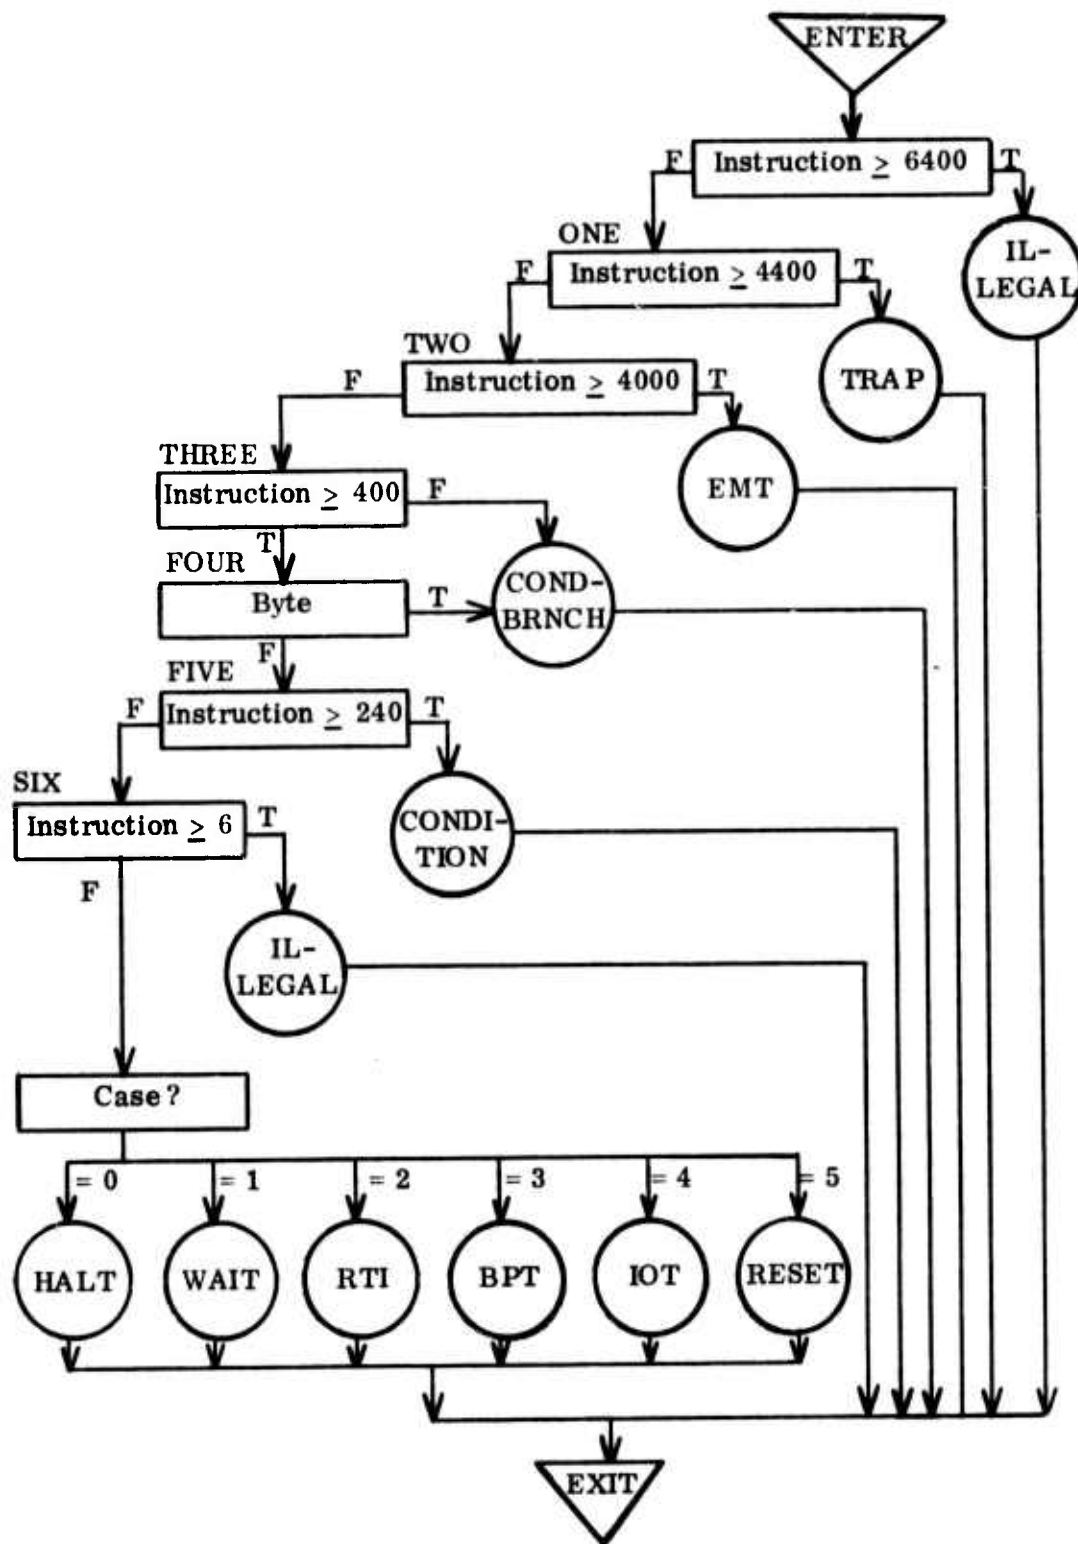 ENTER
F
Instruction ≥ 6400
T
ONE
F
Instruction ≥ 4400
T
IL-
LEGAL
TWO
F
Instruction ≥ 4000
T
TRAP
THREE
Instruction ≥ 400
F
EMT
T
FOUR
Byte
T
COND-
BRNCH
F
FIVE
F
Instruction ≥ 240
T
SIX
Instruction ≥ 6
T
CONDI-
TION
F
IL-
LEGAL
Case?
= 0
= 1
= 2
= 3
= 4
= 5
HALT
WAIT
RTI
BPT
IOT
RESET
EXIT